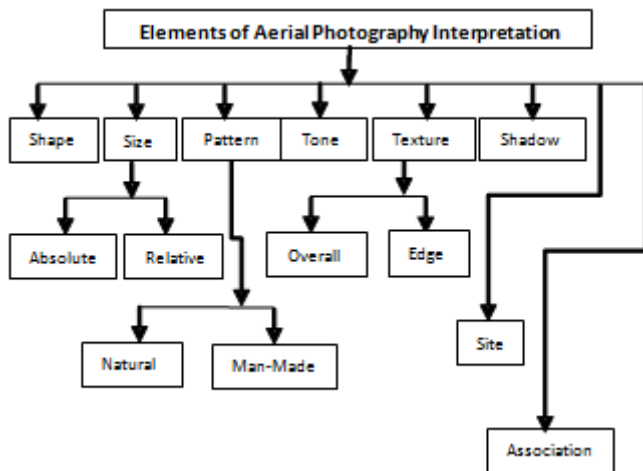 Elements of Aerial Photography Interpretation
Shape
Size
Pattern
Tone
Texture
Shadow
Absolute
Relative
Overall
Edge
Natural
Man-Made
Site
Association